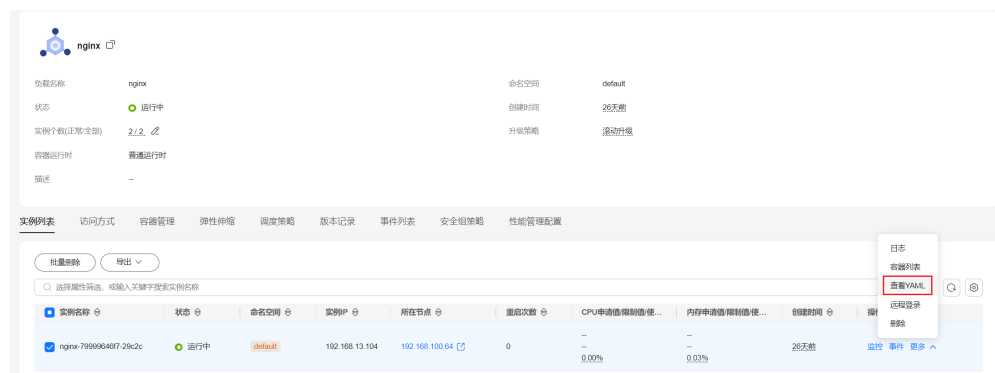 nginx
负载名称 nginx 命名空间 default
状态 运行中 创建时间 26天前
实例个数(正常/全部) 2 / 2 升级策略 滚动升级
容器运行时 普通运行时
描述 --
实例列表 访问方式 容器管理 弹性伸缩 调度策略 版本记录 事件列表 安全组策略 性能管理配置
日志
容器列表
查看YAML
远程登录
删除
批量删除 导出
选择属性筛选，或输入关键字搜索实例名称
实例名称 状态 命名空间 实例IP 所在节点 重启次数 CPU申请值/限制值/使... 内存申请值/限制值/使... 创建时间
nginx-79999646f7-29c2c 运行中 default 192.168.13.104 192.168.100.64 0 -- -- 26天前 监控 事件 更多
-- --
0.00% 0.03%